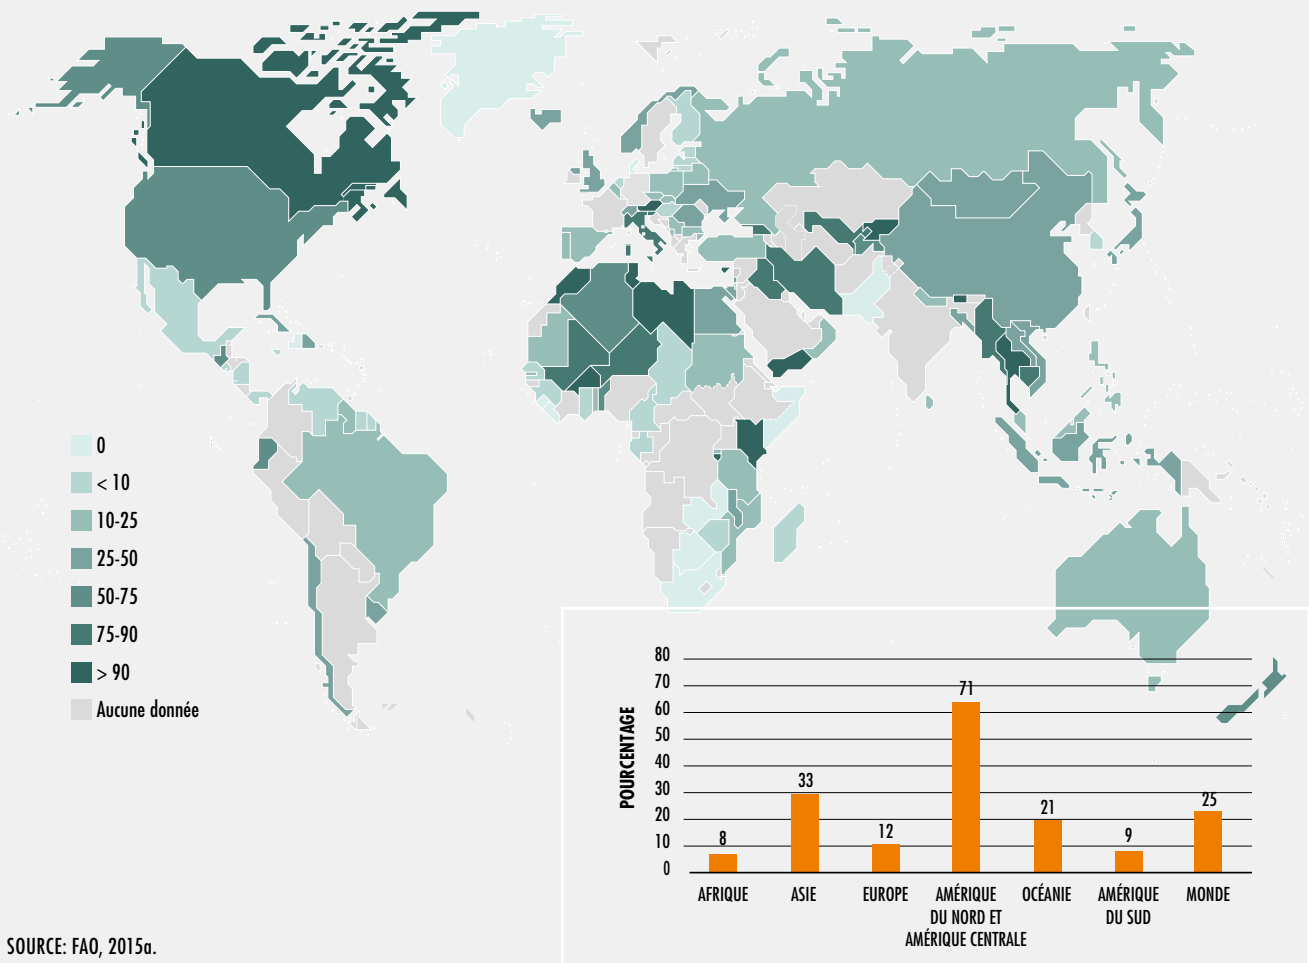 0
< 10
10-25
25-50
50-75
75-90
> 90
Aucune donnée
POURCENTAGE
80
70
60
50
40
30
20
10
0
8
33
12
71
21
9
25
AFRIQUE
ASIE
EUROPE
AMÉRIQUE
DU NORD ET
AMÉRIQUE CENTRALE
OCÉANIE
AMÉRIQUE
DU SUD
MONDE
SOURCE: FAO, 2015a.